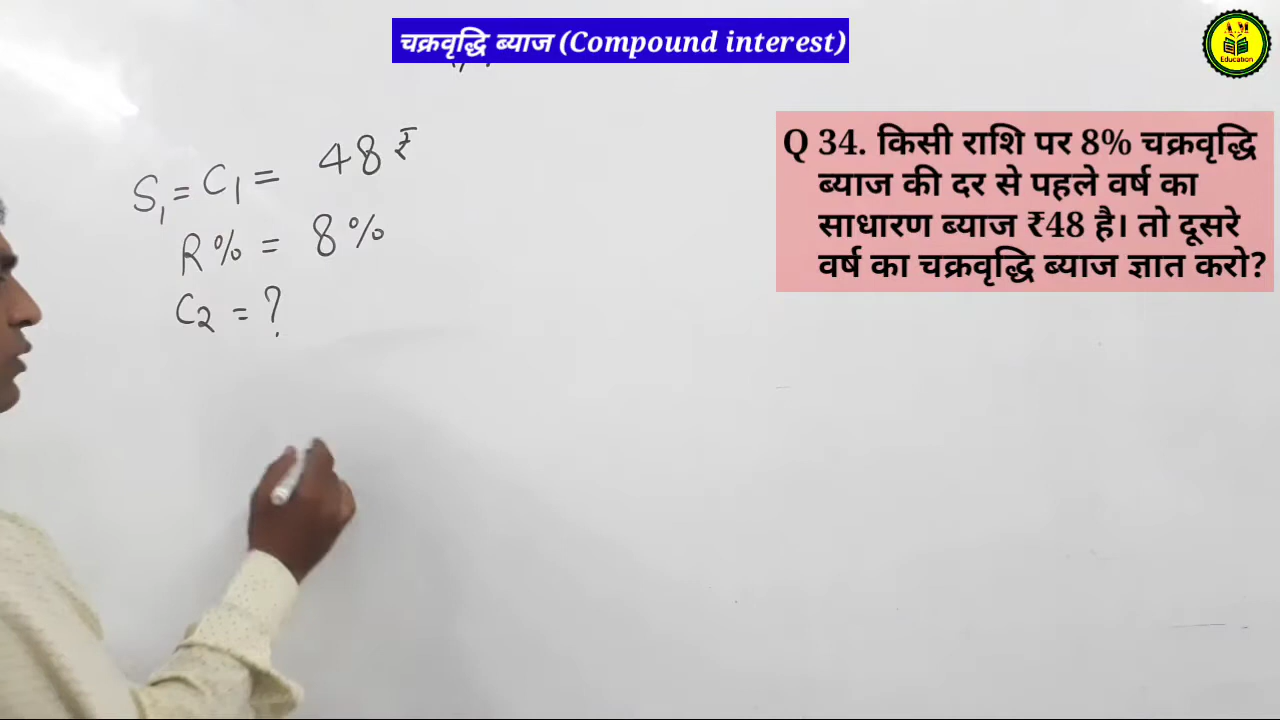 चक्रवृद्धि ब्याज (Compound interest)
Education
Q 34. किसी राशि पर 8% चक्रवृद्धि
ब्याज की दर से पहले वर्ष का
साधारण ब्याज ₹48 है। तो दूसरे
वर्ष का चक्रवृद्धि ब्याज ज्ञात करो?
S₁ = C₁ = 48 ₹
R% = 8%
C₂ = ?